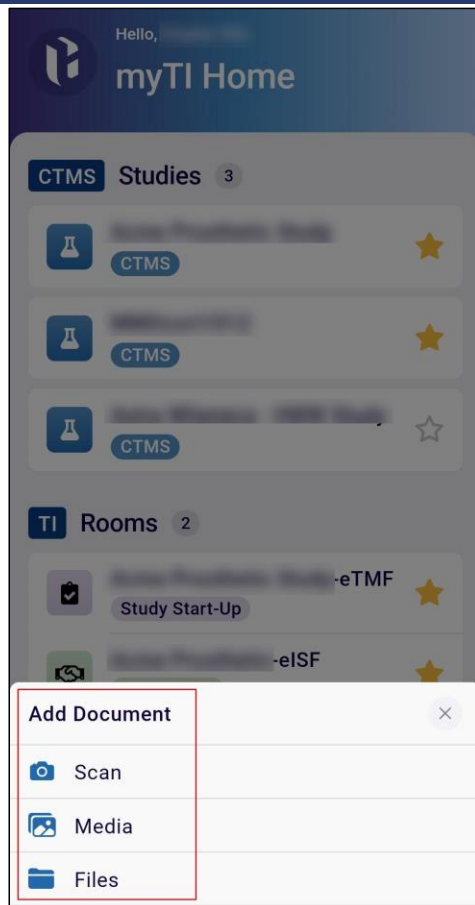 Hello,
myTI Home
CTMS Studies 3
CTMS
CTMS
CTMS
TI Rooms 2
-eTMF
Study Start-Up
-eISF
Add Document
Scan
Media
Files